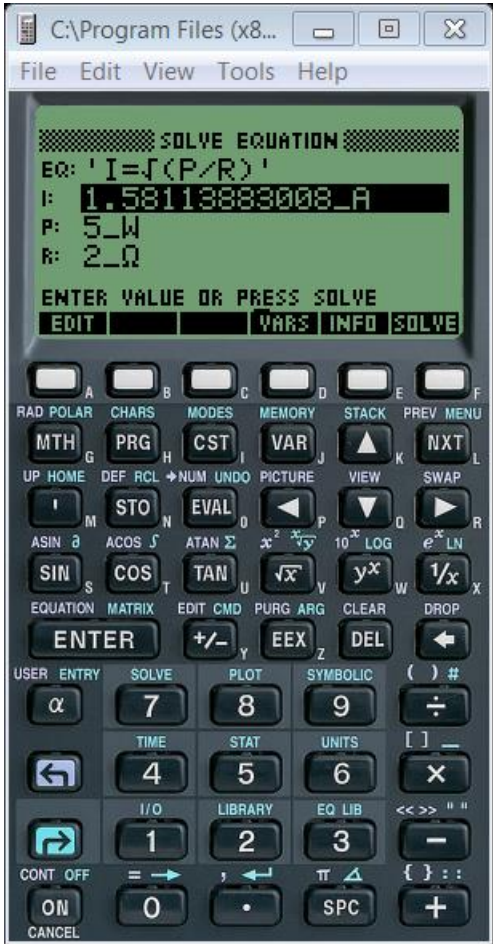 C:\Program Files (x8...
File Edit View Tools Help
SOLVE EQUATION
EQ: 'I=√(P/R)'
I: 1.58113883008_A
P: 5_W
R: 2_Ω
ENTER VALUE OR PRESS SOLVE
EDIT VARS INFO SOLVE
A B C D E F
RAD POLAR CHARS MODES MEMORY STACK PREV MENU
MTH G PRG H CST I VAR J ▲ K NXT L
UP HOME DEF RCL →NUM UNDO PICTURE VIEW SWAP
' M STO N EVAL O ◀ P ▼ Q ▶ R
ASIN ∂ ACOS ∫ ATAN Σ x² ˣ√y 10ˣ LOG eˣ LN
SIN S COS T TAN U √x V yˣ W 1/x X
EQUATION MATRIX EDIT CMD PURG ARG CLEAR DROP
ENTER +/- Y EEX Z DEL ←
USER ENTRY SOLVE PLOT SYMBOLIC ( ) #
α 7 8 9 ÷
TIME STAT UNITS [ ] _
4 5 6 ×
I/O LIBRARY EQ LIB << >> " "
1 2 3 −
CONT OFF = → , ↵ π ∡ { } : :
ON 0 . SPC +
CANCEL